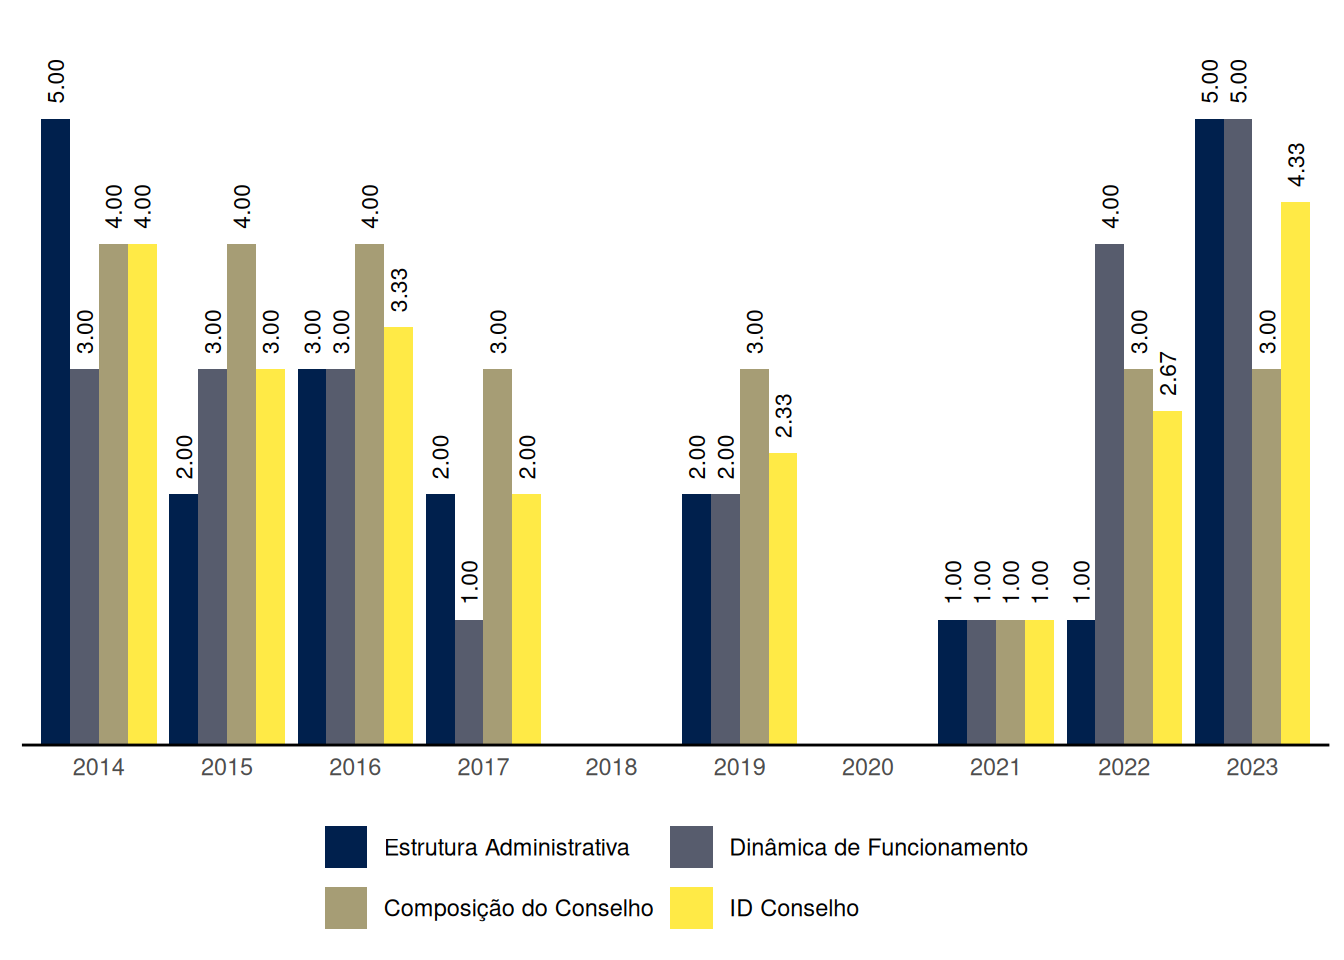 5.00 3.00 4.00 4.00
2.00 3.00 4.00 3.00
3.00 3.00 4.00 3.33
2.00 1.00 3.00 2.00
2.00 2.00 3.00 2.33
1.00 1.00 1.00 1.00
1.00 4.00 3.00 2.67
5.00 5.00 3.00 4.33
2014 2015 2016 2017 2018 2019 2020 2021 2022 2023
Estrutura Administrativa Dinâmica de Funcionamento
Composição do Conselho ID Conselho